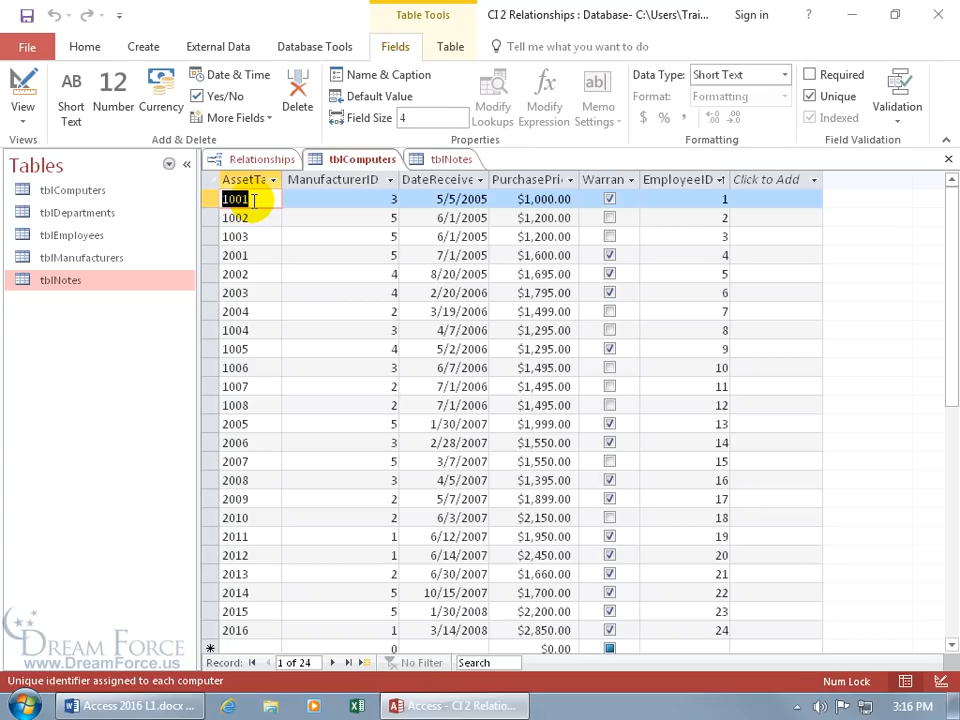 Table Tools
CI 2 Relationships : Database- C:\Users\Trai...
Sign in
?
File
Home
Create
External Data
Database Tools
Fields
Table
Tell me what you want to do
View
Views
AB
Short
Text
12
Number
Currency
Date & Time
Yes/No
More Fields
Delete
Add & Delete
Name & Caption
Default Value
Field Size 4
Modify
Lookups
fx
Modify
Expression
ab
Memo
Settings
Properties
Data Type: Short Text
Format: Formatting
$ % ,
Formatting
Required
Unique
Indexed
Validation
Field Validation
Tables
tblComputers
tblDepartments
tblEmployees
tblManufacturers
tblNotes
Relationships
tblComputers
tblNotes
AssetTa ManufacturerID DateReceive PurchasePri Warran EmployeeID Click to Add
1001 3 5/5/2005 $1,000.00 1
1002 5 6/1/2005 $1,200.00 2
1003 5 6/1/2005 $1,200.00 3
2001 5 7/1/2005 $1,600.00 4
2002 4 8/20/2005 $1,695.00 5
2003 4 2/20/2006 $1,795.00 6
2004 2 3/19/2006 $1,499.00 7
1004 3 4/7/2006 $1,295.00 8
1005 4 5/2/2006 $1,295.00 9
1006 3 6/7/2006 $1,495.00 10
1007 2 7/1/2006 $1,495.00 11
1008 2 7/1/2006 $1,495.00 12
2005 5 1/30/2007 $1,999.00 13
2006 3 2/28/2007 $1,550.00 14
2007 5 3/7/2007 $1,550.00 15
2008 3 4/5/2007 $1,395.00 16
2009 2 5/7/2007 $1,899.00 17
2010 2 6/3/2007 $2,150.00 18
2011 1 6/12/2007 $1,950.00 19
2012 1 6/14/2007 $2,450.00 20
2013 2 6/30/2007 $1,660.00 21
2014 5 10/15/2007 $1,700.00 22
2015 5 1/30/2008 $2,200.00 23
2016 1 3/14/2008 $2,850.00 24
* 0 $0.00
Record: 1 of 24 No Filter Search
DREAM FORCE
www.DreamForce.us
Unique identifier assigned to each computer
Num Lock
Access 2016 L1.docx ...
Access - CI 2 Relatio...
3:16 PM